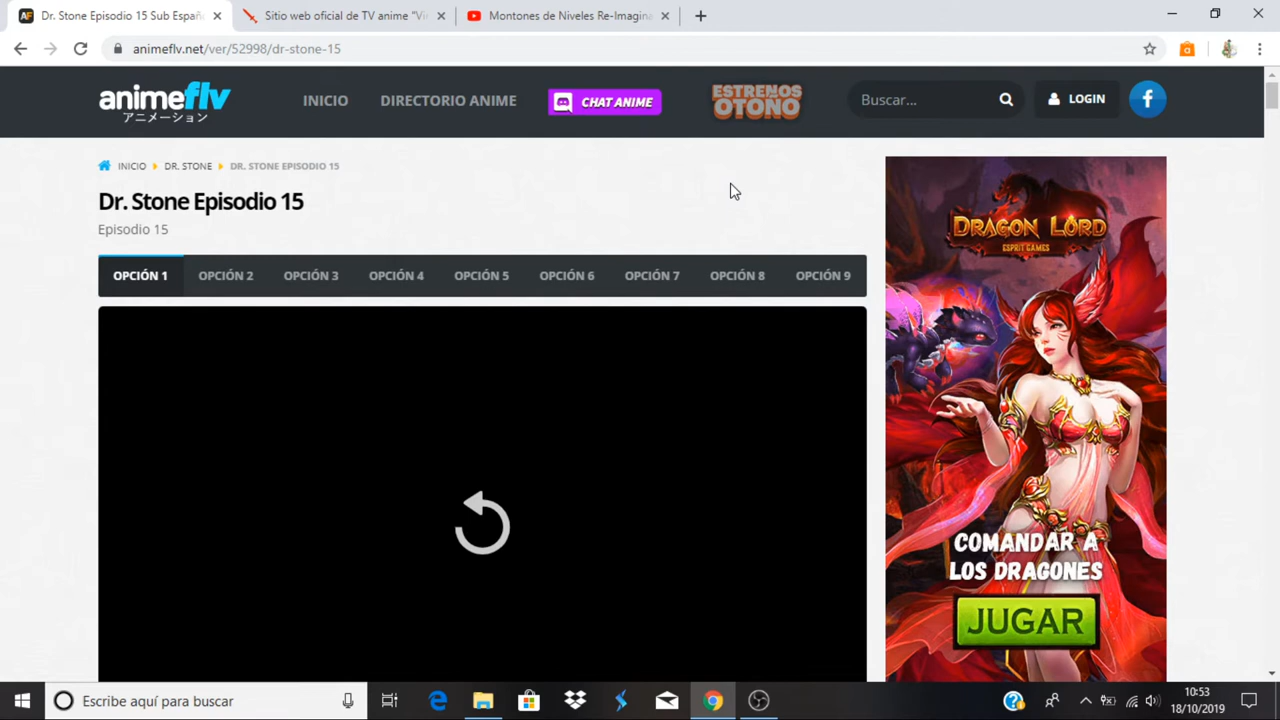 Dr. Stone Episodio 15 Sub Españ
Sitio web oficial de TV anime "Vi
Montones de Niveles Re-Imagina
animeflv.net/ver/52998/dr-stone-15
animeflv
アニメーション
INICIO
DIRECTORIO ANIME
CHAT ANIME
ESTRENOS
OTOÑO
Buscar...
LOGIN
INICIO DR. STONE DR. STONE EPISODIO 15
Dr. Stone Episodio 15
Episodio 15
OPCIÓN 1 OPCIÓN 2 OPCIÓN 3 OPCIÓN 4 OPCIÓN 5 OPCIÓN 6 OPCIÓN 7 OPCIÓN 8 OPCIÓN 9
DRAGON LORD
ESPRIT GAMES
COMANDAR A
LOS DRAGONES
JUGAR
Escribe aquí para buscar
10:53
18/10/2019